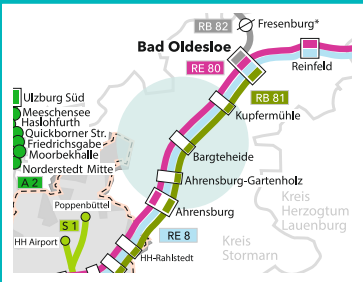 RB 82
Fresenburg*
Bad Oldesloe
RE 80
Reinfeld
RB 81
Kupfermühle
Ulzburg Süd
Meeschensee
Haslohfurth
Quickborner Str.
Friedrichsgabe
Moorbekhalle
Norderstedt Mitte
A 2
Bargteheide
Ahrensburg-Gartenholz
Poppenbüttel
Ahrensburg
Kreis
Herzogtum
Lauenburg
S 1
HH Airport
RE 8
Kreis
Stormarn
HH-Rahlstedt